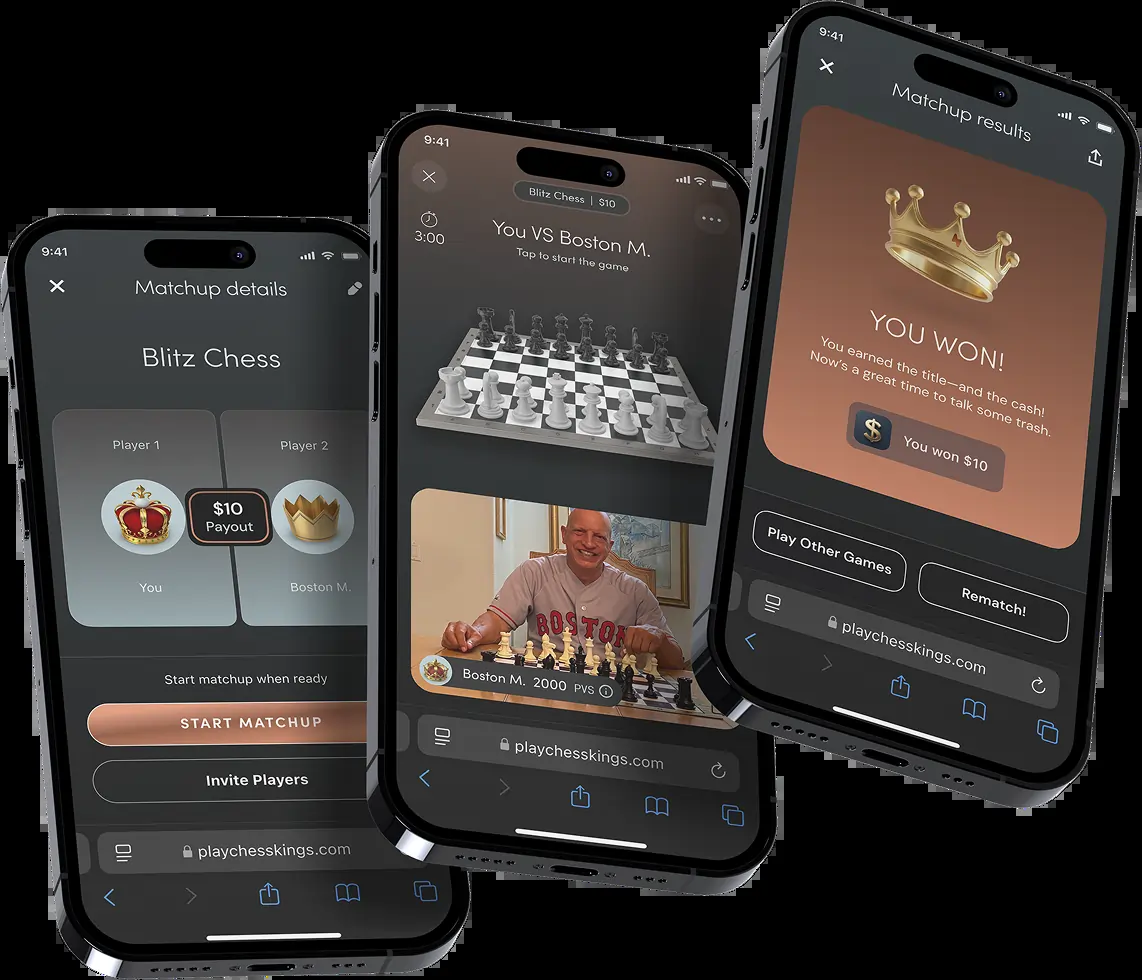 9:41
Matchup details
Blitz Chess
Player 1
Player 2
$10
Payout
You
Boston M.
Start matchup when ready
START MATCHUP
Invite Players
playchesskings.com
9:41
Blitz Chess | $10
3:00
You VS Boston M.
Tap to start the game
BOSTON
Boston M. 2000 PVS
playchesskings.com
9:41
Matchup results
YOU WON!
You earned the title—and the cash!
Now's a great time to talk some trash.
$
You won $10
Play Other Games
Rematch!
playchesskings.com